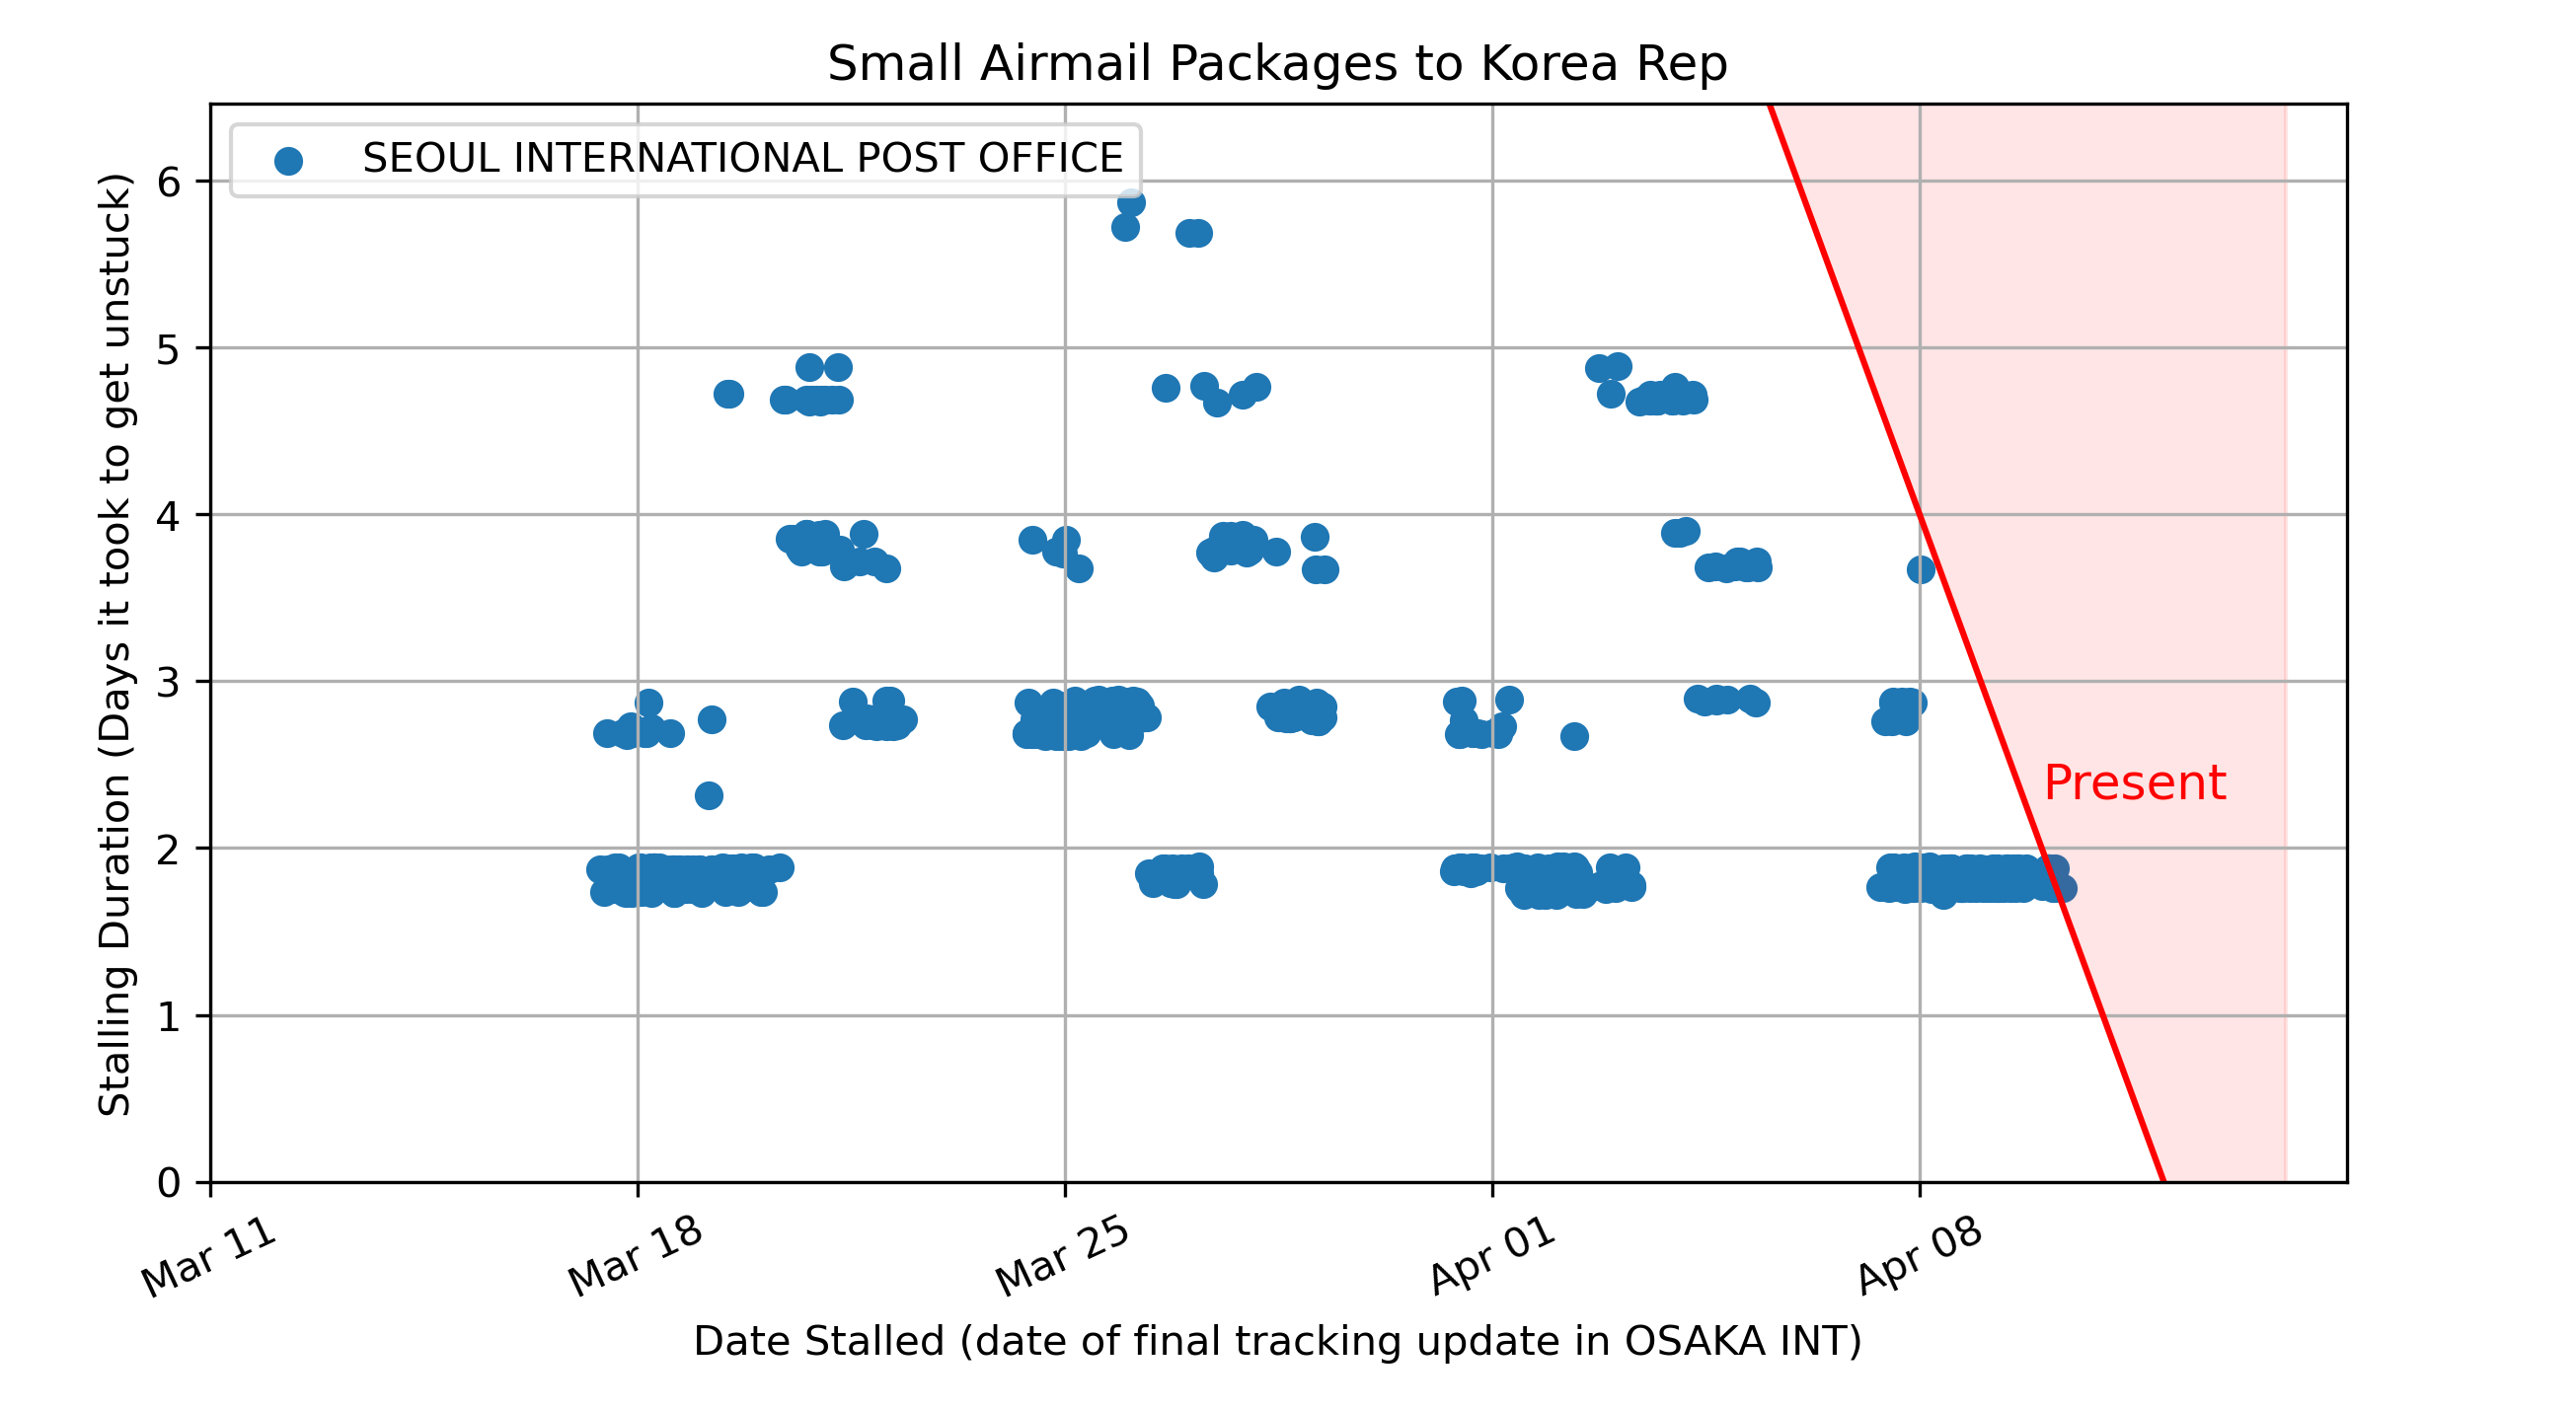 Small Airmail Packages to Korea Rep
SEOUL INTERNATIONAL POST OFFICE
Stalling Duration (Days it took to get unstuck)
6
5
4
3
2
1
0
Present
Mar 11
Mar 18
Mar 25
Apr 01
Apr 08
Date Stalled (date of final tracking update in OSAKA INT)